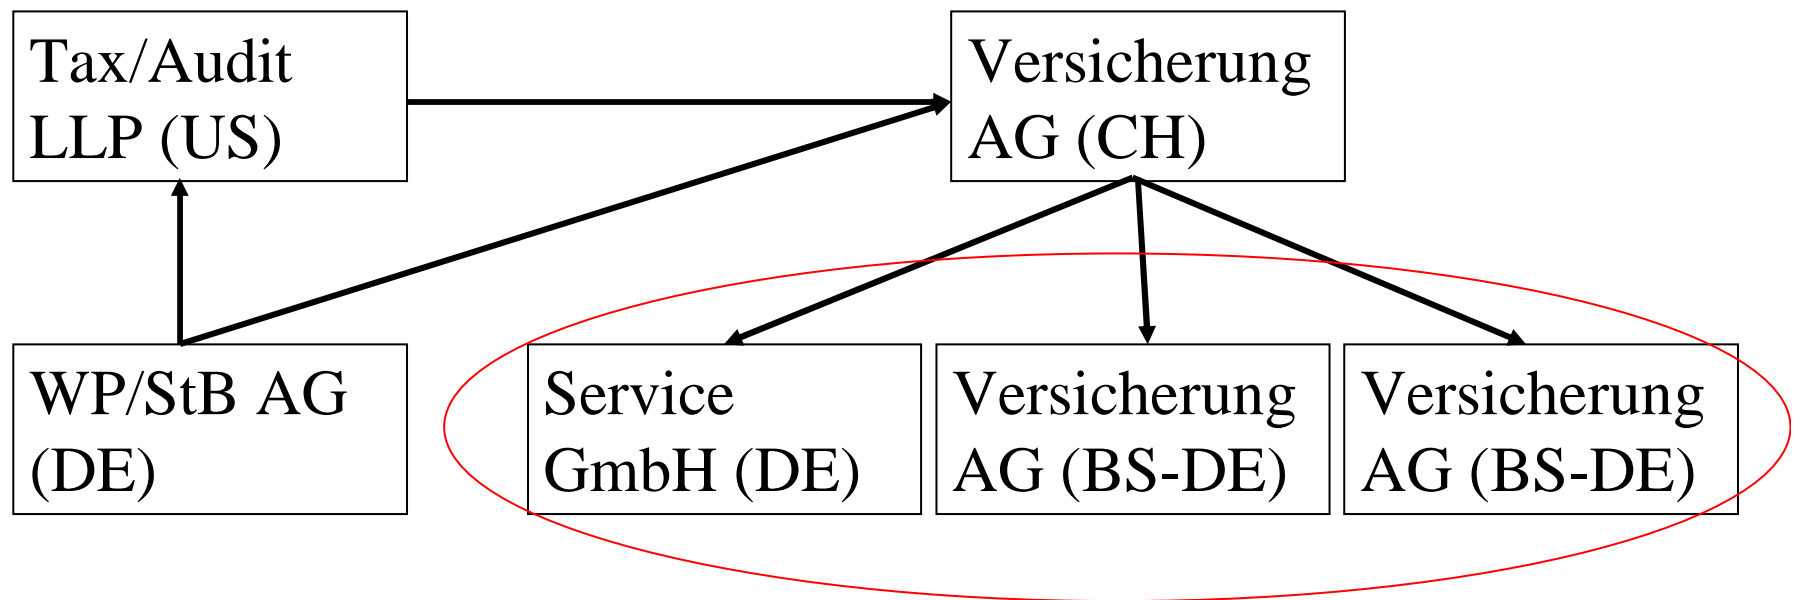 Tax/Audit
LLP (US)
Versicherung
AG (CH)
WP/StB AG
(DE)
Service
GmbH (DE)
Versicherung
AG (BS-DE)
Versicherung
AG (BS-DE)